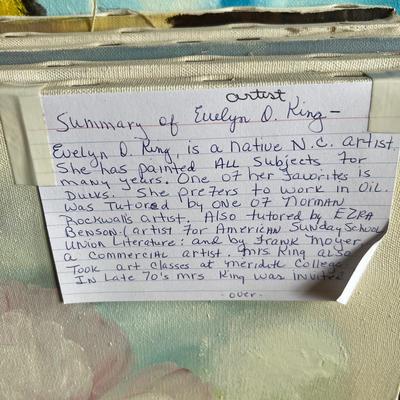 artist
Summary of Evelyn O. King -
Evelyn O. King, is a native N.C. artist.
She has painted ALL subjects for
many years. One of her favorites is
Ducks. She prefers to work in Oil.
Was Tutored by one of Norman
Rockwalls artist. Also tutored by EZRA
Benson-(artist for American Sunday School
Union Literature: and by Frank Moyer
a commercial artist. Mrs King also
Took art classes at Meridith College
In Late 70's Mrs King was Invited
- over -